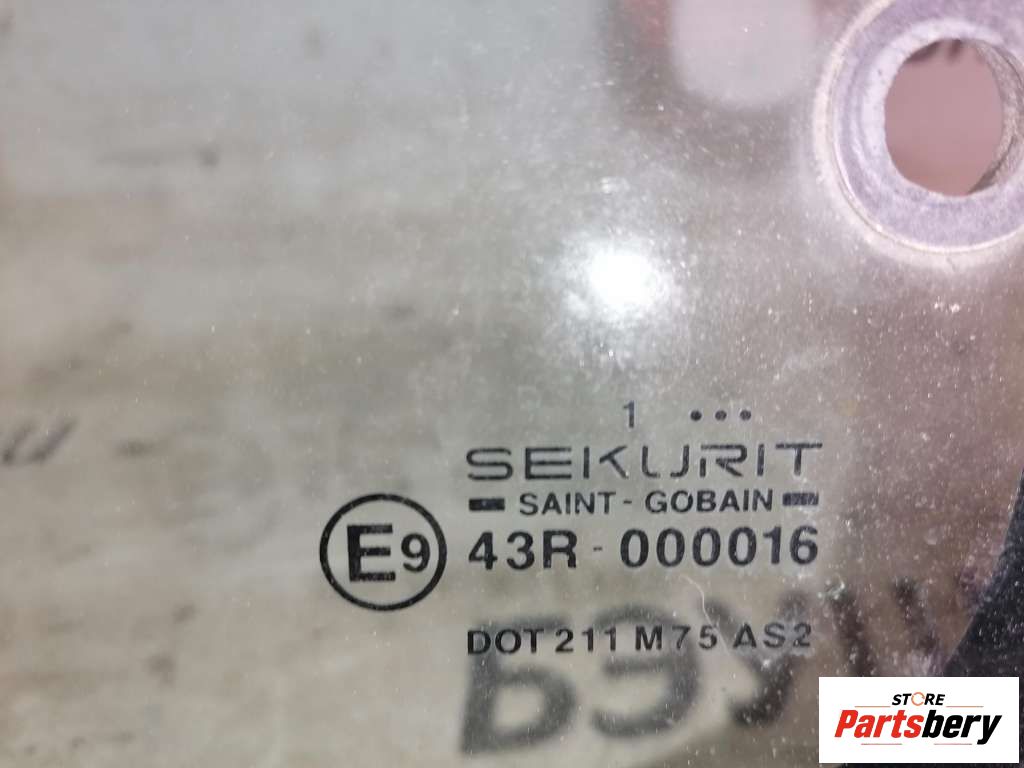 1 •••
SEKURIT
SAINT - GOBAIN
E9 43R - 000016
DOT 211 M75 AS2
STORE
Partsbery